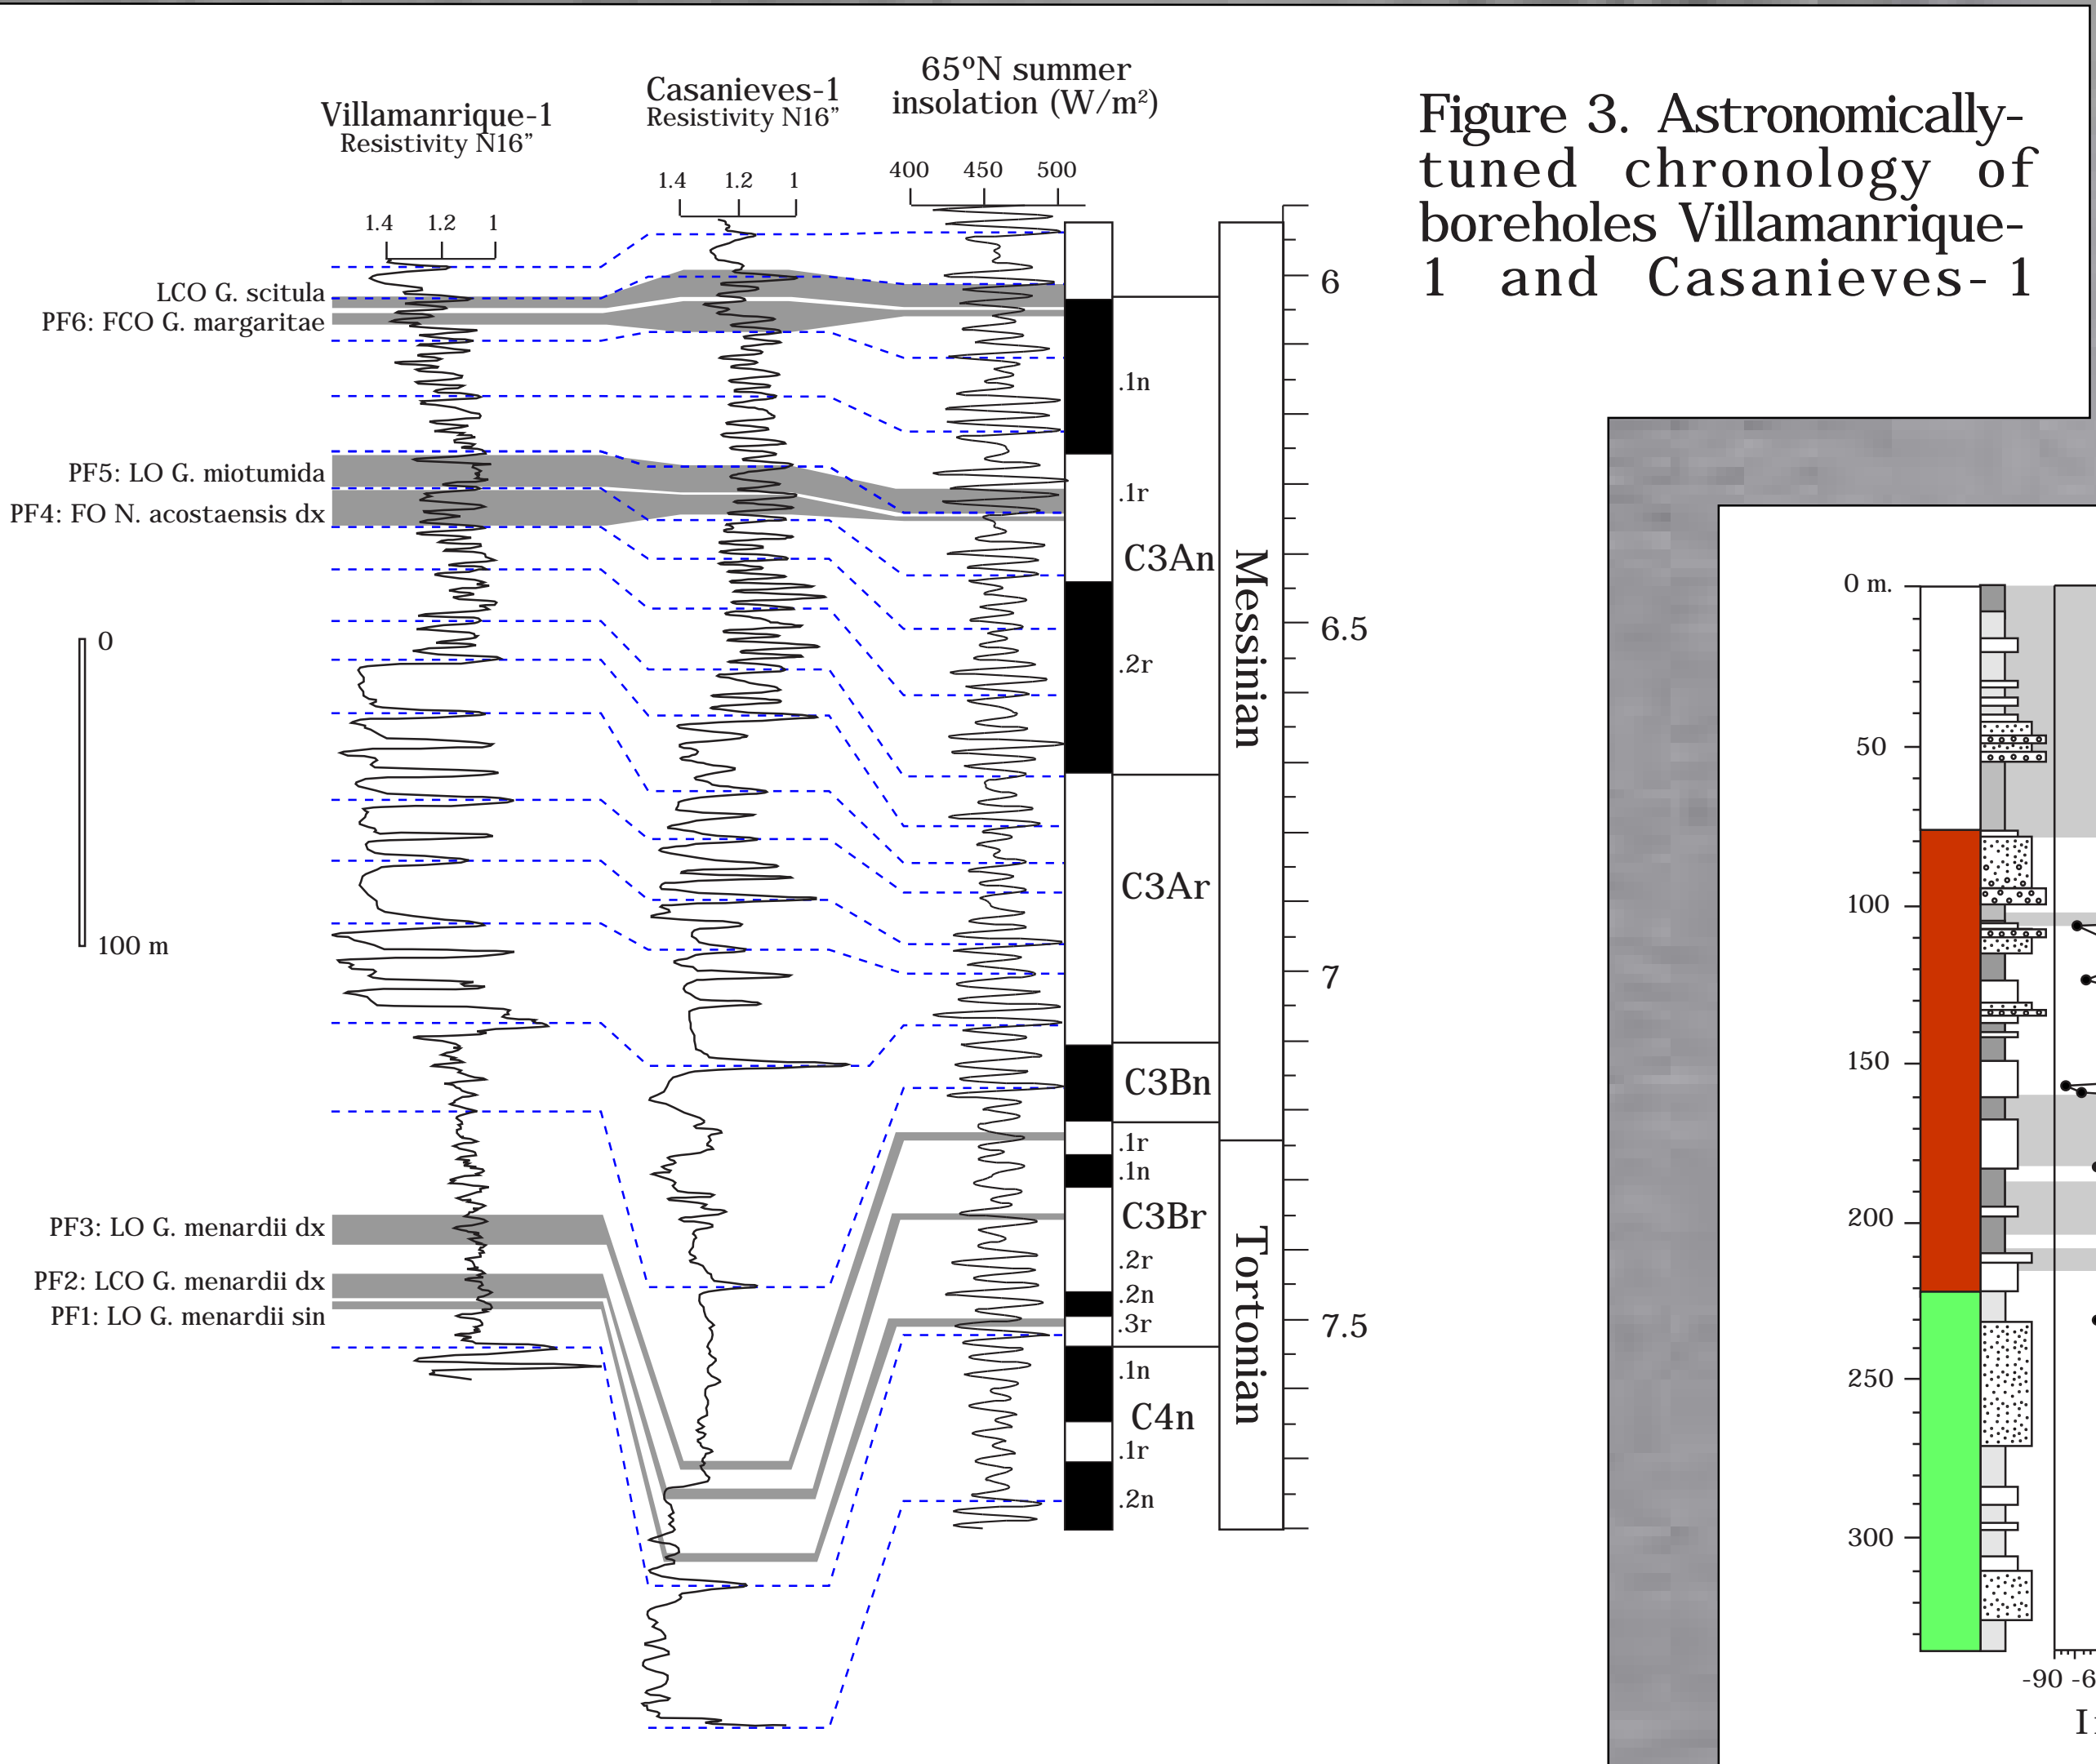 Villamanrique-1
Resistivity N16”
Casanieves-1
Resistivity N16”
65ºN summer
insolation (W/m²)
1.4 1.2 1
1.4 1.2 1
400 450 500
Figure 3. Astronomically-
tuned chronology of
boreholes Villamanrique-
1 and Casanieves-1
LCO G. scitula
PF6: FCO G. margaritae
PF5: LO G. miotumida
PF4: FO N. acostaensis dx
PF3: LO G. menardii dx
PF2: LCO G. menardii dx
PF1: LO G. menardii sin
0
100 m
.1n
.1r
C3An
.2r
C3Ar
C3Bn
.1r
.1n
C3Br
.2r
.2n
.3r
.1n
C4n
.1r
.2n
Messinian
Tortonian
6
6.5
7
7.5
0 m.
50
100
150
200
250
300
-90